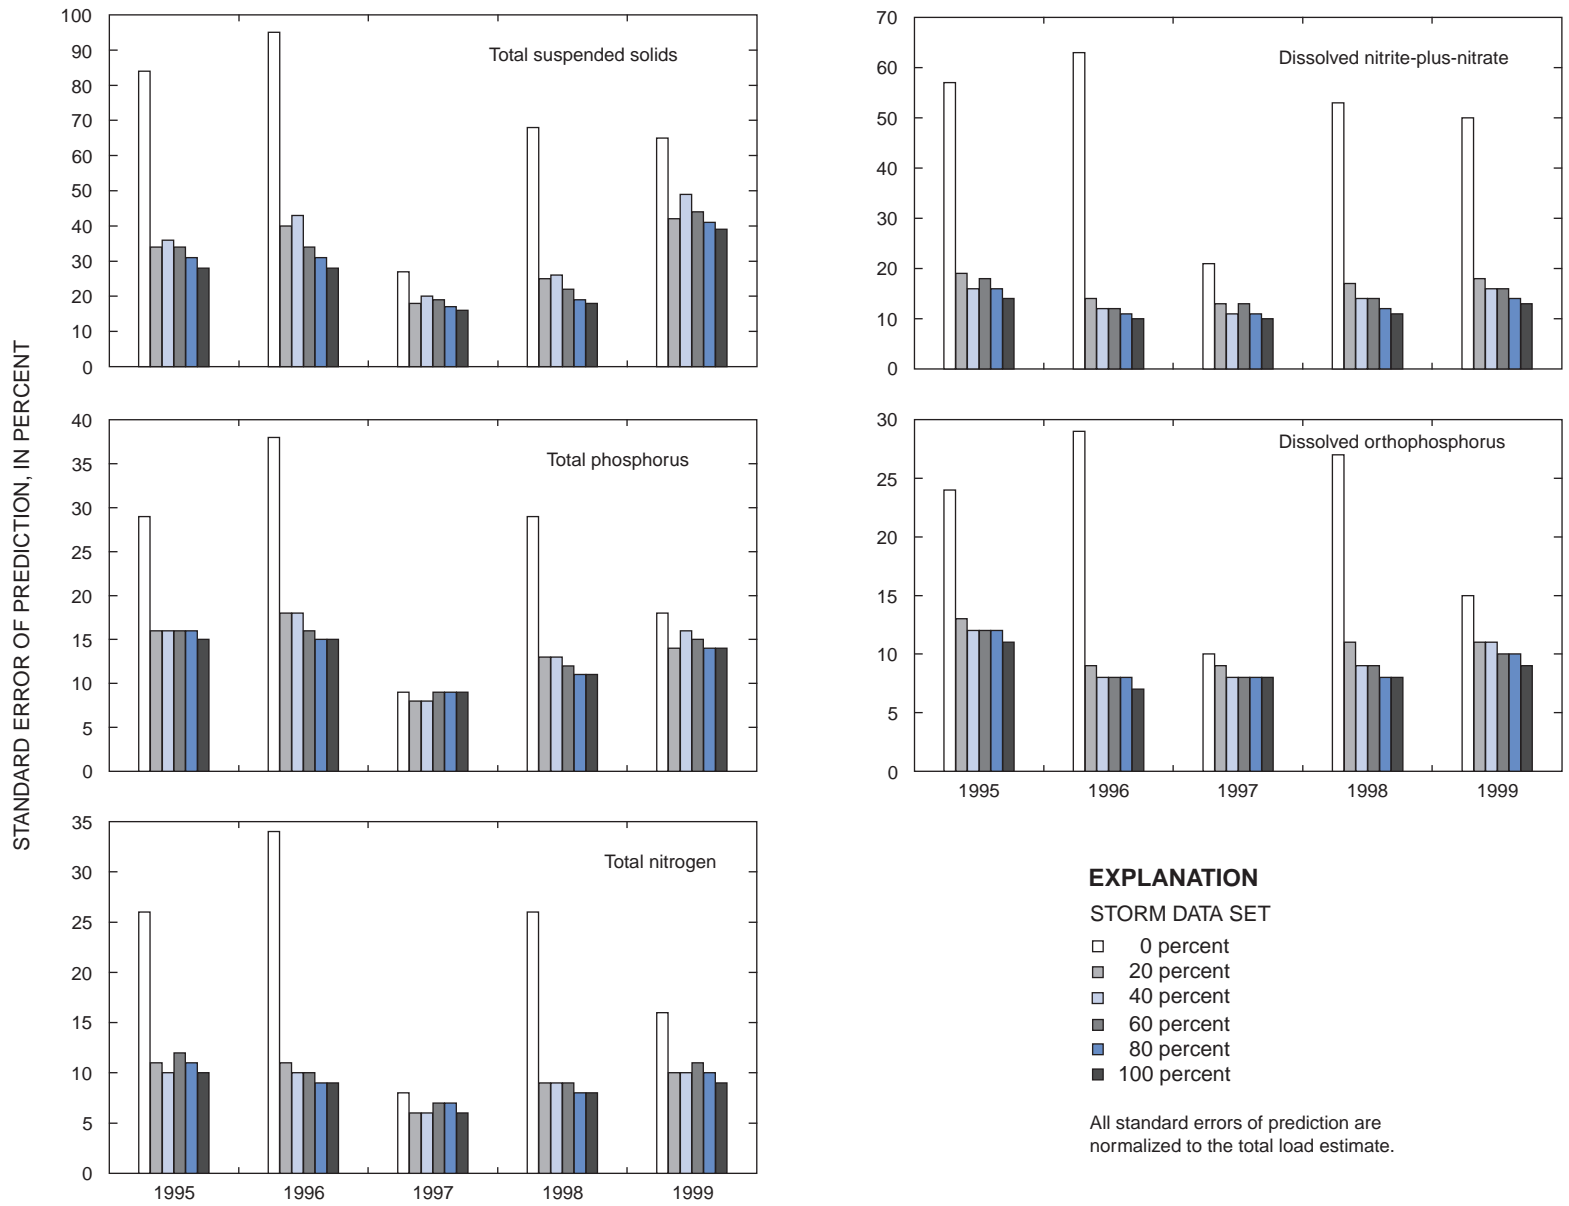 STANDARD ERROR OF PREDICTION, IN PERCENT
Total suspended solids
100
90
80
70
60
50
40
30
20
10
0
Dissolved nitrite-plus-nitrate
70
60
50
40
30
20
10
0
Total phosphorus
40
35
30
25
20
15
10
5
0
Dissolved orthophosphorus
30
25
20
15
10
5
0
1995 1996 1997 1998 1999
Total nitrogen
35
30
25
20
15
10
5
0
1995 1996 1997 1998 1999
EXPLANATION
STORM DATA SET
0 percent
20 percent
40 percent
60 percent
80 percent
100 percent
All standard errors of prediction are
normalized to the total load estimate.